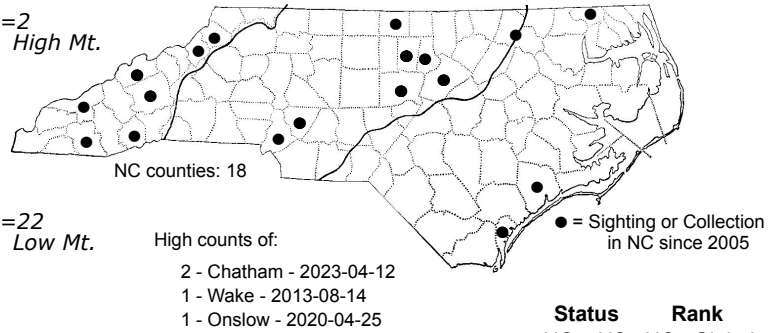 =2
High Mt.
NC counties: 18
=22
Low Mt.
High counts of:
2 - Chatham - 2023-04-12
1 - Wake - 2013-08-14
1 - Onslow - 2020-04-25
● = Sighting or Collection
in NC since 2005
Status Rank